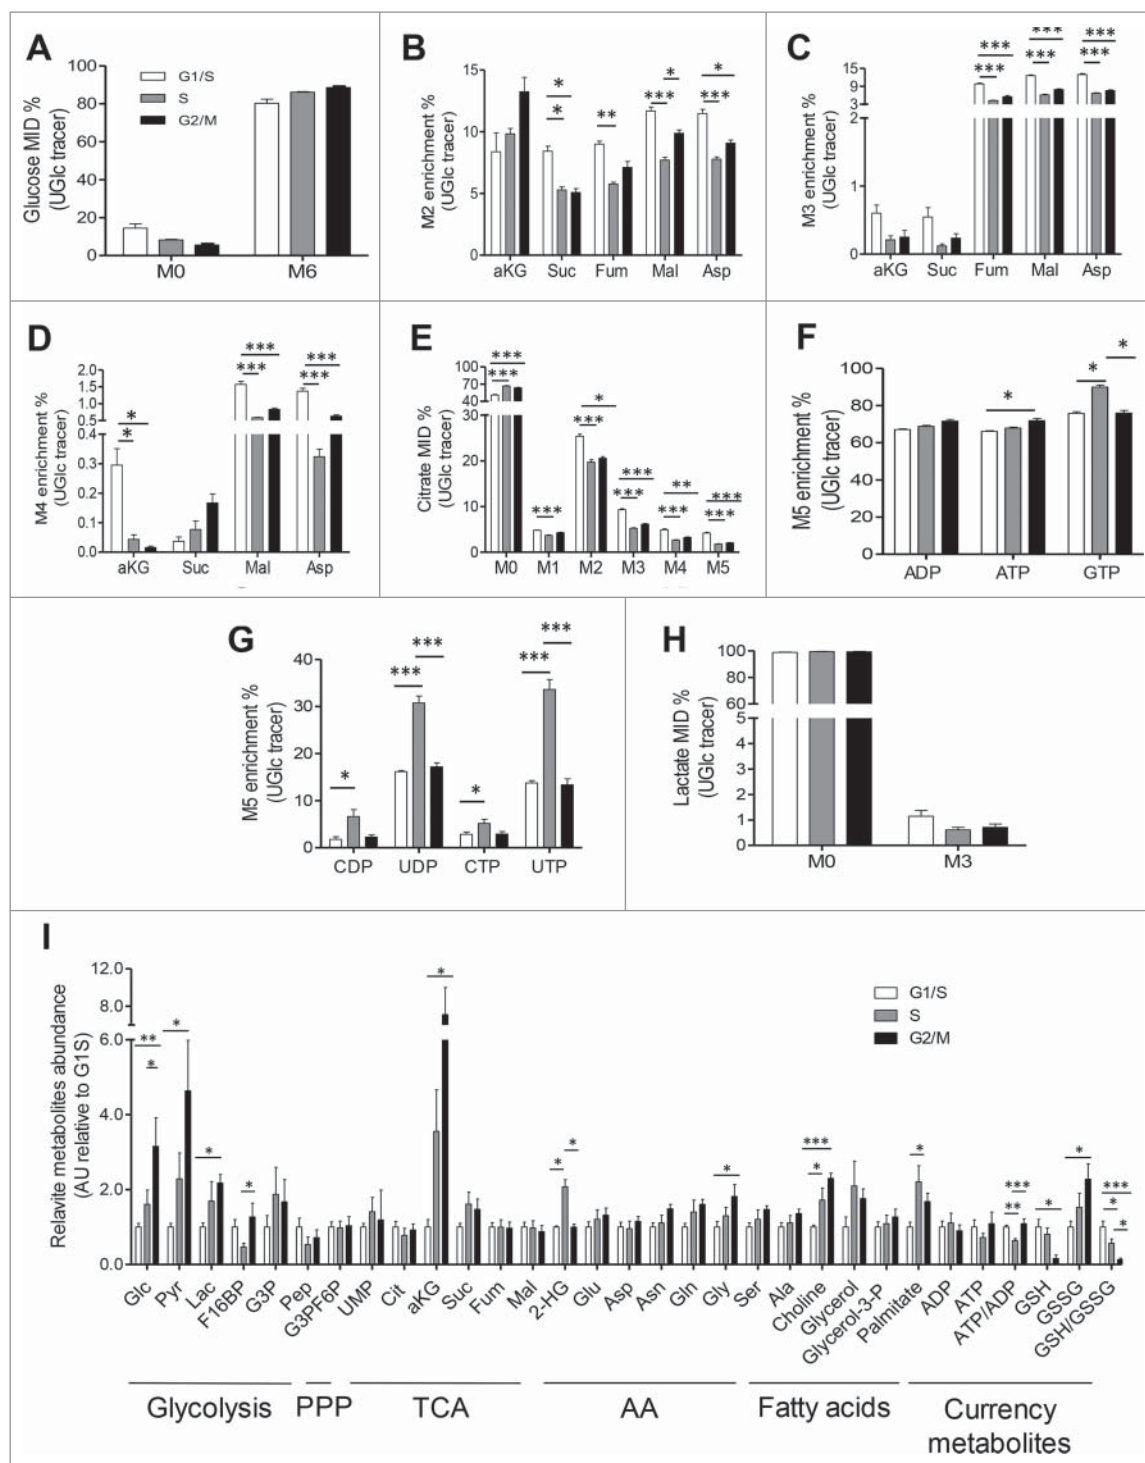 A
Glucose MID %
(UGlc tracer)
100
80
60
40
20
0
G1/S
S
G2/M
M0 M6
B
M2 enrichment %
(UGlc tracer)
15
10
5
0
* * ** *** * *** *
aKG Suc Fum Mal Asp
C
M3 enrichment %
(UGlc tracer)
15
11
7
3
2
1
0
*** *** *** *** *** ***
aKG Suc Fum Mal Asp
D
M4 enrichment %
(UGlc tracer)
2.0
1.5
1.0
0.5
0.4
0.3
0.2
0.1
0.0
* * *** *** *** ***
aKG Suc Mal Asp
E
Citrate MID %
(UGlc tracer)
100
70
40
30
20
10
0
*** *** *** *** * *** *** ** *** *** ***
M0 M1 M2 M3 M4 M5
F
M5 enrichment %
(UGlc tracer)
100
80
60
40
20
0
* * *
ADP ATP GTP
G
M5 enrichment %
(UGlc tracer)
40
30
20
10
0
* *** *** * *** ***
CDP UDP CTP UTP
H
Lactate MID %
(UGlc tracer)
100
80
60
5
4
3
2
1
0
M0 M3
I
Relavite metabolites abundance
(AU relative to G1S)
12.0
8.0
6.0
4.0
2.0
0.0
G1/S
S
G2/M
** * * * * * * * * *** * * *** ** * * *** * *
Glc Pyr Lac F16BP G3P Pep G3PF6P UMP Cit aKG Suc Fum Mal 2-HG Glu Asp Asn Gln Gly Ser Ala Choline Glycerol Glycerol-3-P Palmitate ADP ATP ATP/ADP GSH GSSG GSH/GSSG
Glycolysis PPP TCA AA Fatty acids Currency
metabolites